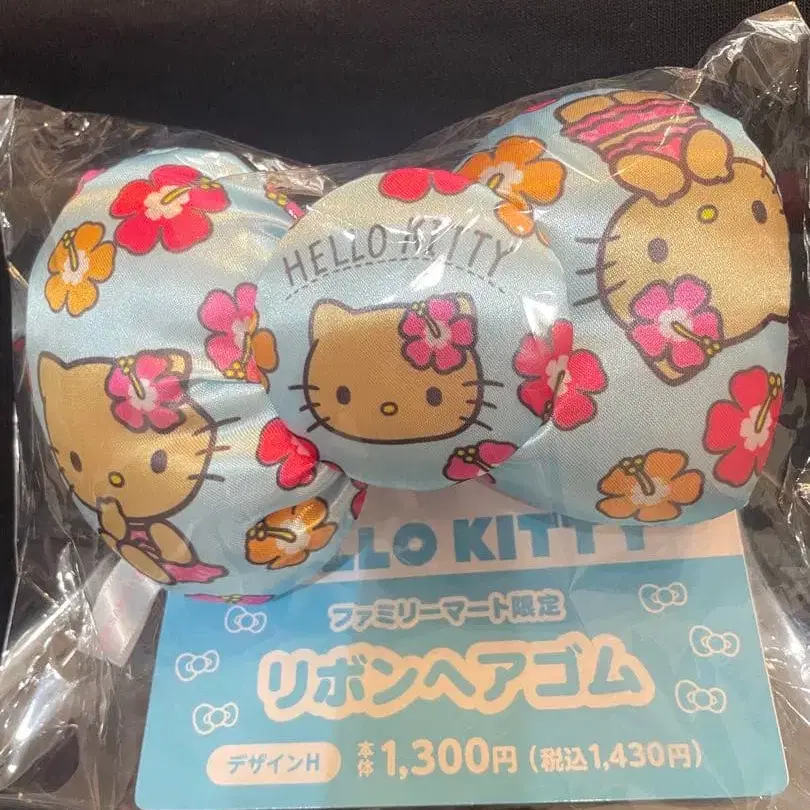 HELLO KITTY
LLO KITTY
ファミリーマート限定
リボンヘアゴム
デザインH 本体1,300円(税込1,430円)